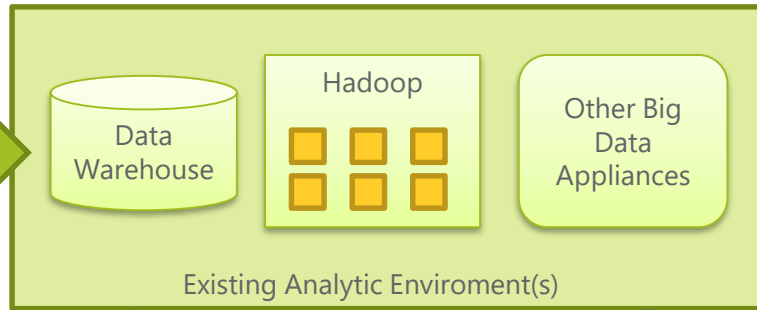 Data
Warehouse
Hadoop
Other Big
Data
Appliances
Existing Analytic Enviroment(s)